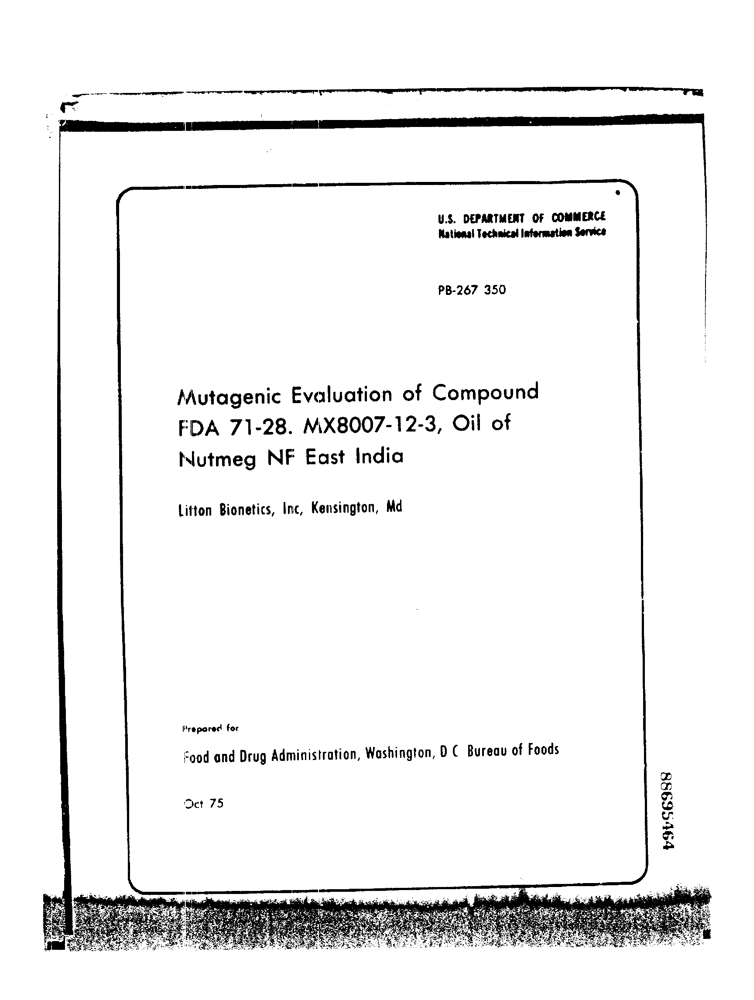 U.S. DEPARTMENT OF COMMERCE
National Technical Information Service
PB-267 350
Mutagenic Evaluation of Compound
FDA 71-28. MX8007-12-3, Oil of
Nutmeg NF East India
Litton Bionetics, Inc, Kensington, Md
Prepared for
Food and Drug Administration, Washington, D C Bureau of Foods
Oct 75
88695464